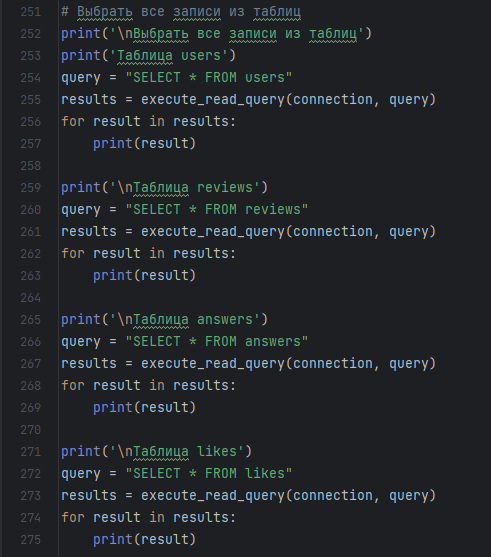 251 # Выбрать все записи из таблиц
252 print('\nВыбрать все записи из таблиц')
253 print('Таблица users')
254 query = "SELECT * FROM users"
255 results = execute_read_query(connection, query)
256 for result in results:
257     print(result)
258
259 print('\nТаблица reviews')
260 query = "SELECT * FROM reviews"
261 results = execute_read_query(connection, query)
262 for result in results:
263     print(result)
264
265 print('\nТаблица answers')
266 query = "SELECT * FROM answers"
267 results = execute_read_query(connection, query)
268 for result in results:
269     print(result)
270
271 print('\nТаблица likes')
272 query = "SELECT * FROM likes"
273 results = execute_read_query(connection, query)
274 for result in results:
275     print(result)